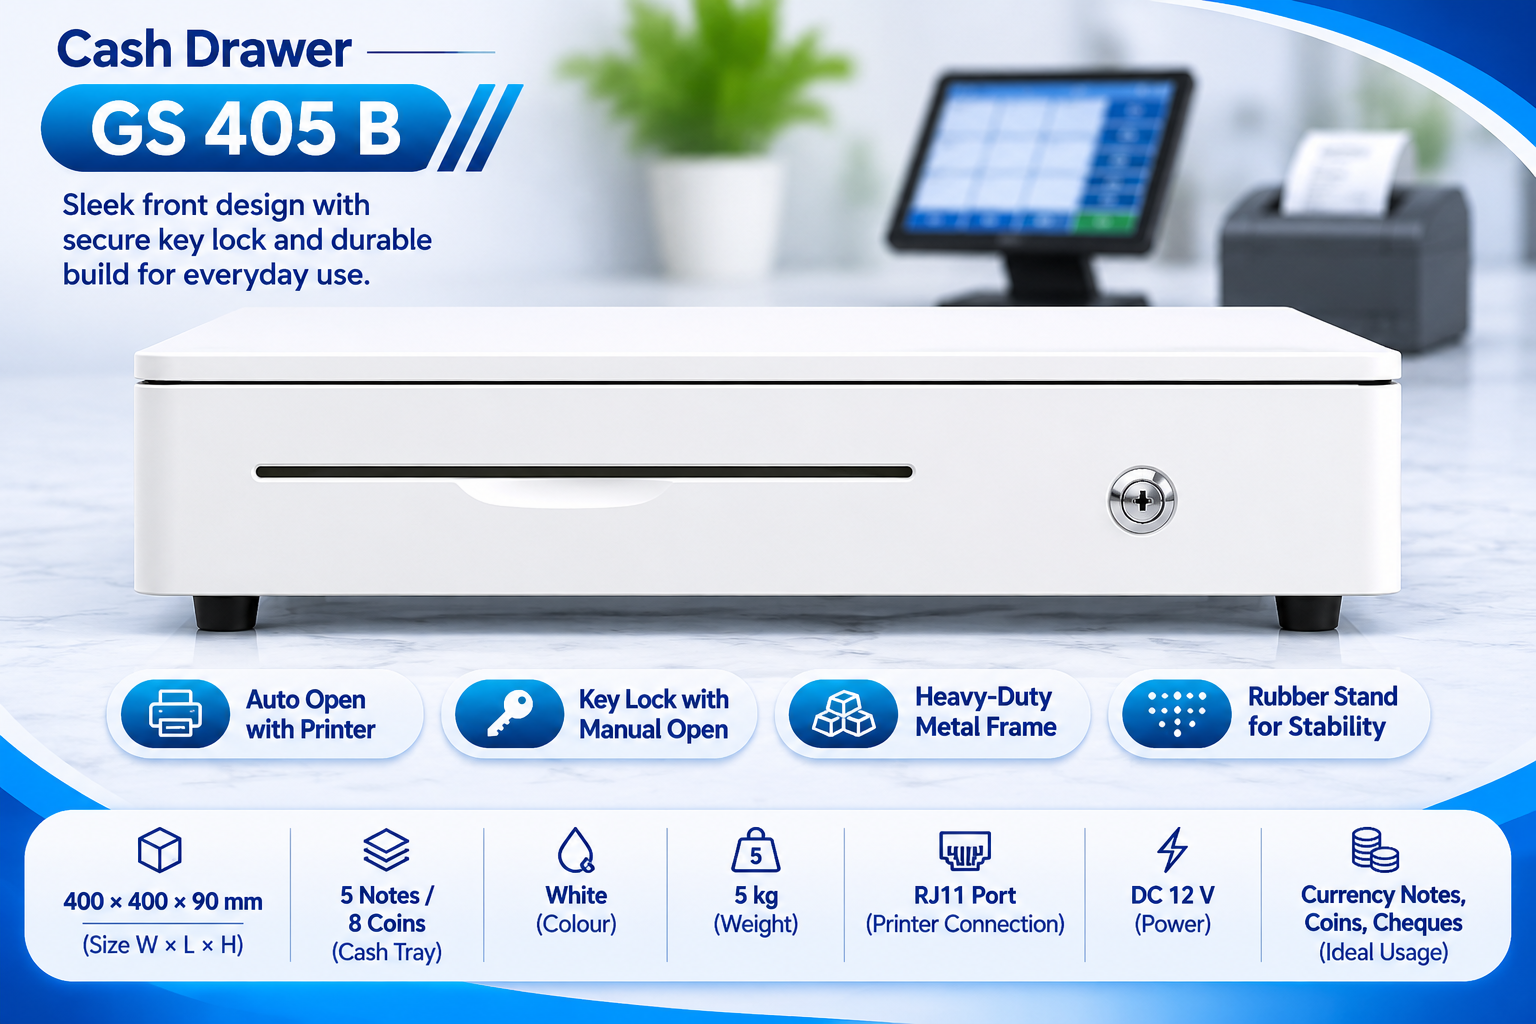 Cash Drawer
GS 405 B
Sleek front design with
secure key lock and durable
build for everyday use.
Auto Open
with Printer
Key Lock with
Manual Open
Heavy-Duty
Metal Frame
Rubber Stand
for Stability
400 × 400 × 90 mm
(Size W × L × H)
5 Notes /
8 Coins
(Cash Tray)
White
(Colour)
5
5 kg
(Weight)
RJ11 Port
(Printer Connection)
DC 12 V
(Power)
Currency Notes,
Coins, Cheques
(Ideal Usage)